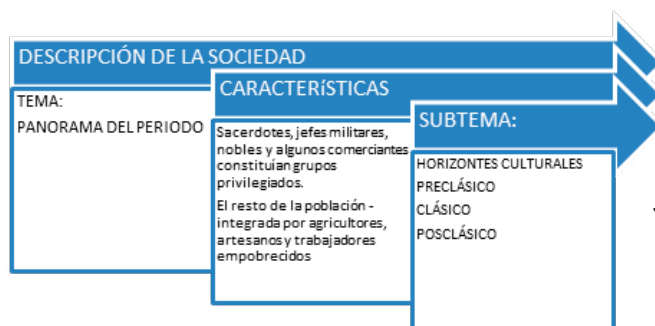 DESCRIPCIÓN DE LA SOCIEDAD
TEMA:
PANORAMA DEL PERIODO
CARACTERíSTICAS
Sacerdotes, jefes militares,
nobles y algunos comerciantes
constituían grupos
privilegiados.
El resto de la población -
integrada por agricultores,
artesanos y trabajadores
empobrecidos
SUBTEMA:
HORIZONTES CULTURALES
PRECLÁSICO
CLÁSICO
POSCLÁSICO